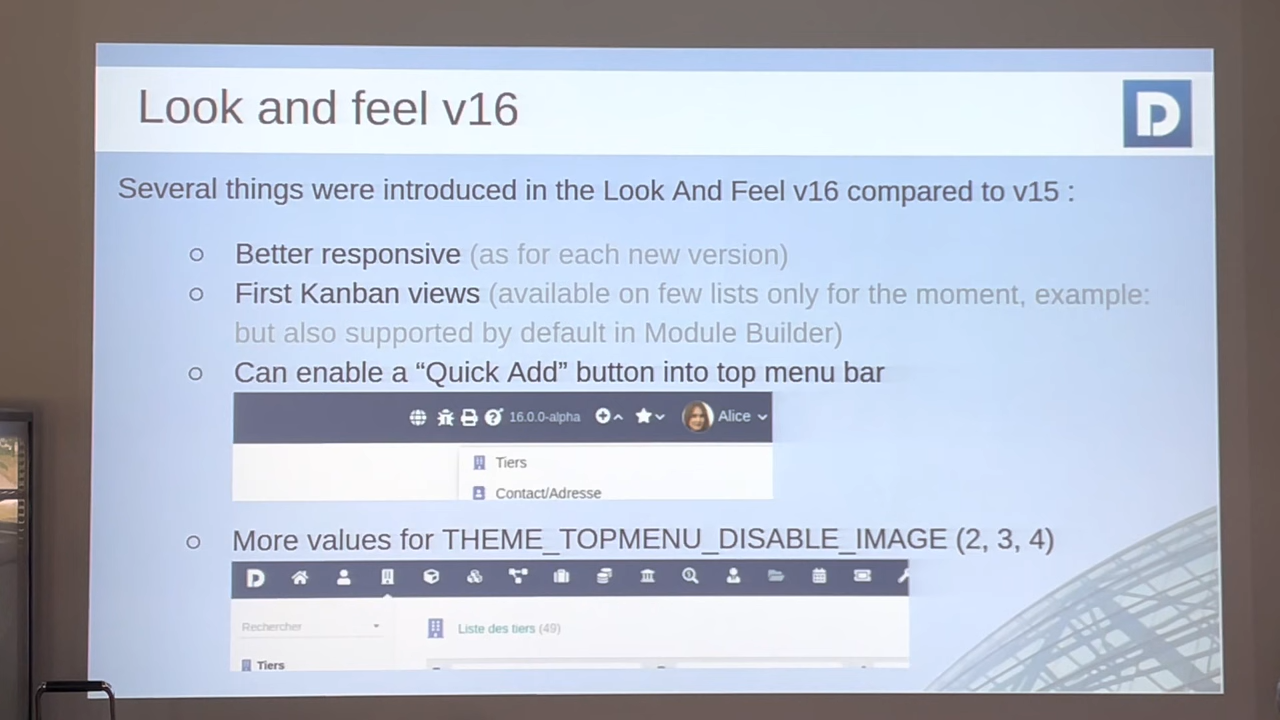 Look and feel v16
D
Several things were introduced in the Look And Feel v16 compared to v15 :
Better responsive (as for each new version)
First Kanban views (available on few lists only for the moment, example:
but also supported by default in Module Builder)
Can enable a “Quick Add” button into top menu bar
16.0.0-alpha Alice
Tiers
Contact/Adresse
More values for THEME_TOPMENU_DISABLE_IMAGE (2, 3, 4)
D
Rechercher
Liste des tiers (49)
Tiers